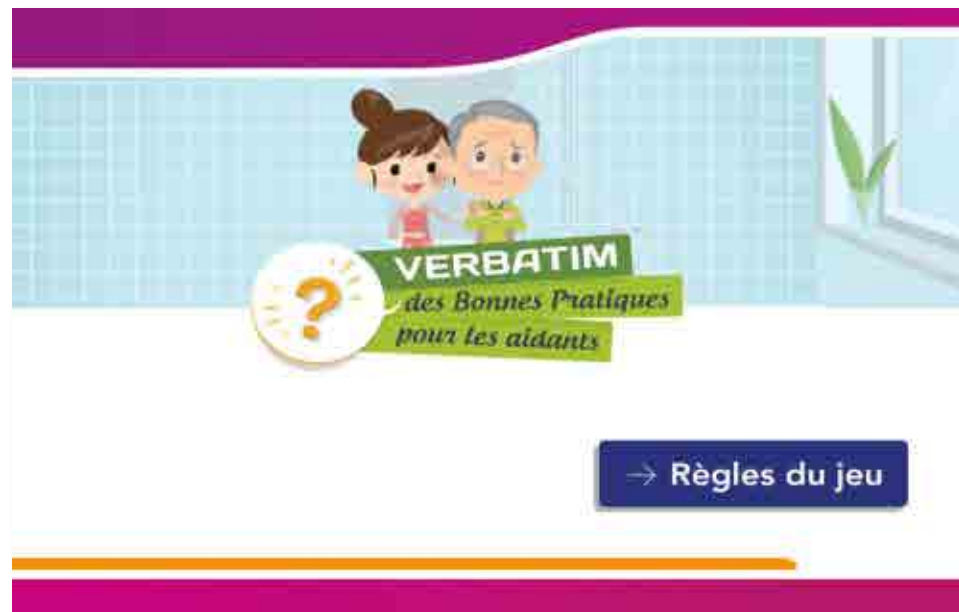 VERBATIM
des Bonnes Pratiques
pour les aidants
→ Règles du jeu